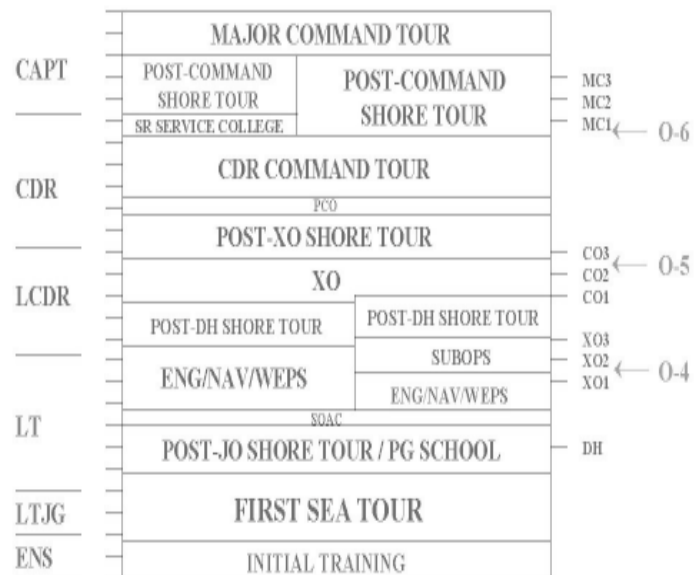 MAJOR COMMAND TOUR
CAPT
POST-COMMAND
SHORE TOUR
POST-COMMAND
SHORE TOUR
MC3
MC2
MC1
O-6
SR SERVICE COLLEGE
CDR
CDR COMMAND TOUR
PCO
POST-XO SHORE TOUR
CO3
O-5
CO2
CO1
LCDR
XO
POST-DH SHORE TOUR
POST-DH SHORE TOUR
XO3
XO2
O-4
XO1
ENG/NAV/WEPS
SUBOPS
ENG/NAV/WEPS
SOAC
LT
POST-JO SHORE TOUR / PG SCHOOL
DH
LTJG
FIRST SEA TOUR
ENS
INITIAL TRAINING